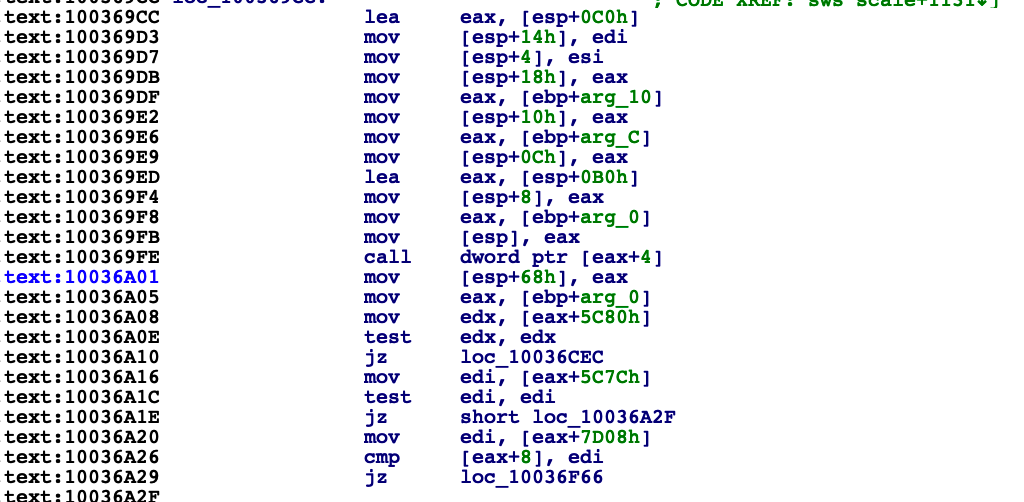 .text:100369CC loc_100369CC: ; CODE XREF: sws_scale+1131↓j
.text:100369CC lea eax, [esp+0C0h]
.text:100369D3 mov [esp+14h], edi
.text:100369D7 mov [esp+4], esi
.text:100369DB mov [esp+18h], eax
.text:100369DF mov eax, [ebp+arg_10]
.text:100369E2 mov [esp+10h], eax
.text:100369E6 mov eax, [ebp+arg_C]
.text:100369E9 mov [esp+0Ch], eax
.text:100369ED lea eax, [esp+0B0h]
.text:100369F4 mov [esp+8], eax
.text:100369F8 mov eax, [ebp+arg_0]
.text:100369FB mov [esp], eax
.text:100369FE call dword ptr [eax+4]
.text:10036A01 mov [esp+68h], eax
.text:10036A05 mov eax, [ebp+arg_0]
.text:10036A08 mov edx, [eax+5C80h]
.text:10036A0E test edx, edx
.text:10036A10 jz loc_10036CEC
.text:10036A16 mov edi, [eax+5C7Ch]
.text:10036A1C test edi, edi
.text:10036A1E jz short loc_10036A2F
.text:10036A20 mov edi, [eax+7D08h]
.text:10036A26 cmp [eax+8], edi
.text:10036A29 jz loc_10036F66
.text:10036A2F